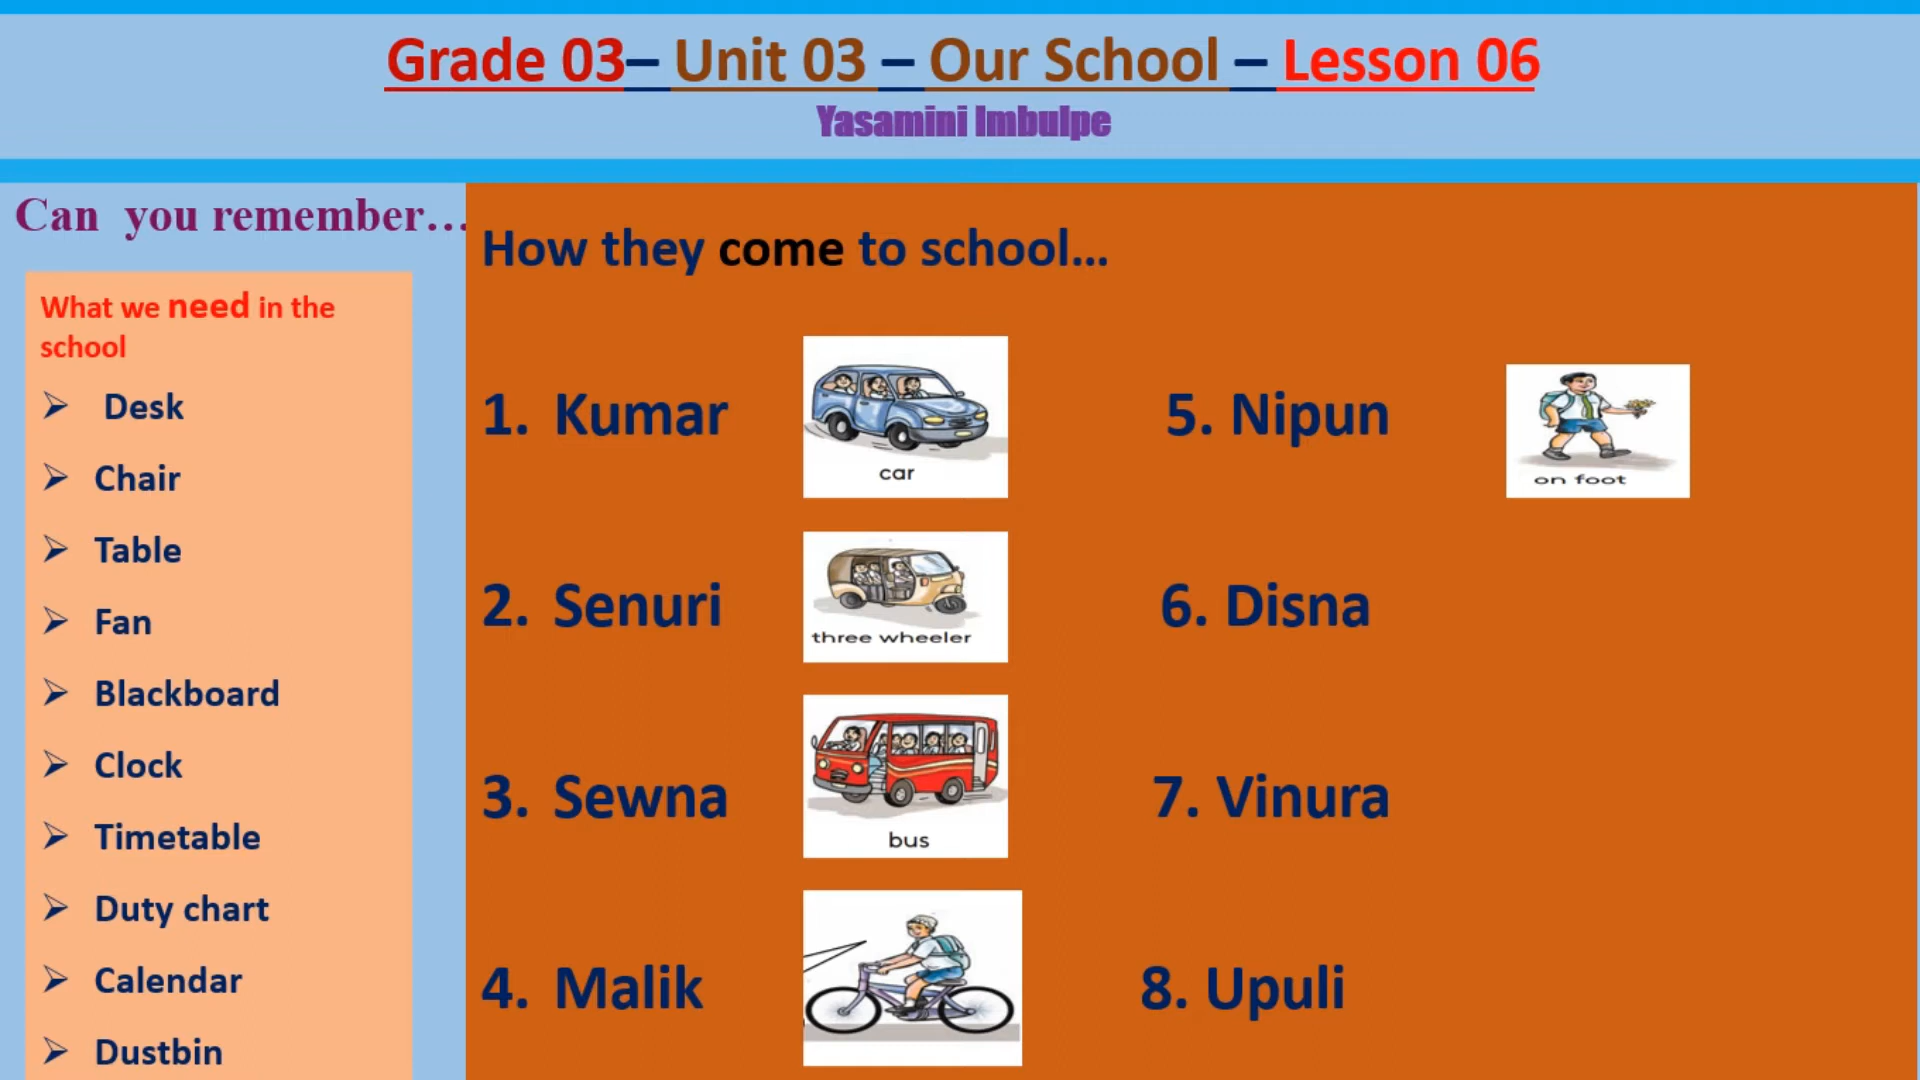 Grade 03– Unit 03 – Our School – Lesson 06
Yasamini Imbulpe
Can you remember...
What we need in the
school
➢ Desk
➢ Chair
➢ Table
➢ Fan
➢ Blackboard
➢ Clock
➢ Timetable
➢ Duty chart
➢ Calendar
➢ Dustbin
How they come to school...
1. Kumar
car
2. Senuri
three wheeler
3. Sewna
bus
4. Malik
5. Nipun
on foot
6. Disna
7. Vinura
8. Upuli